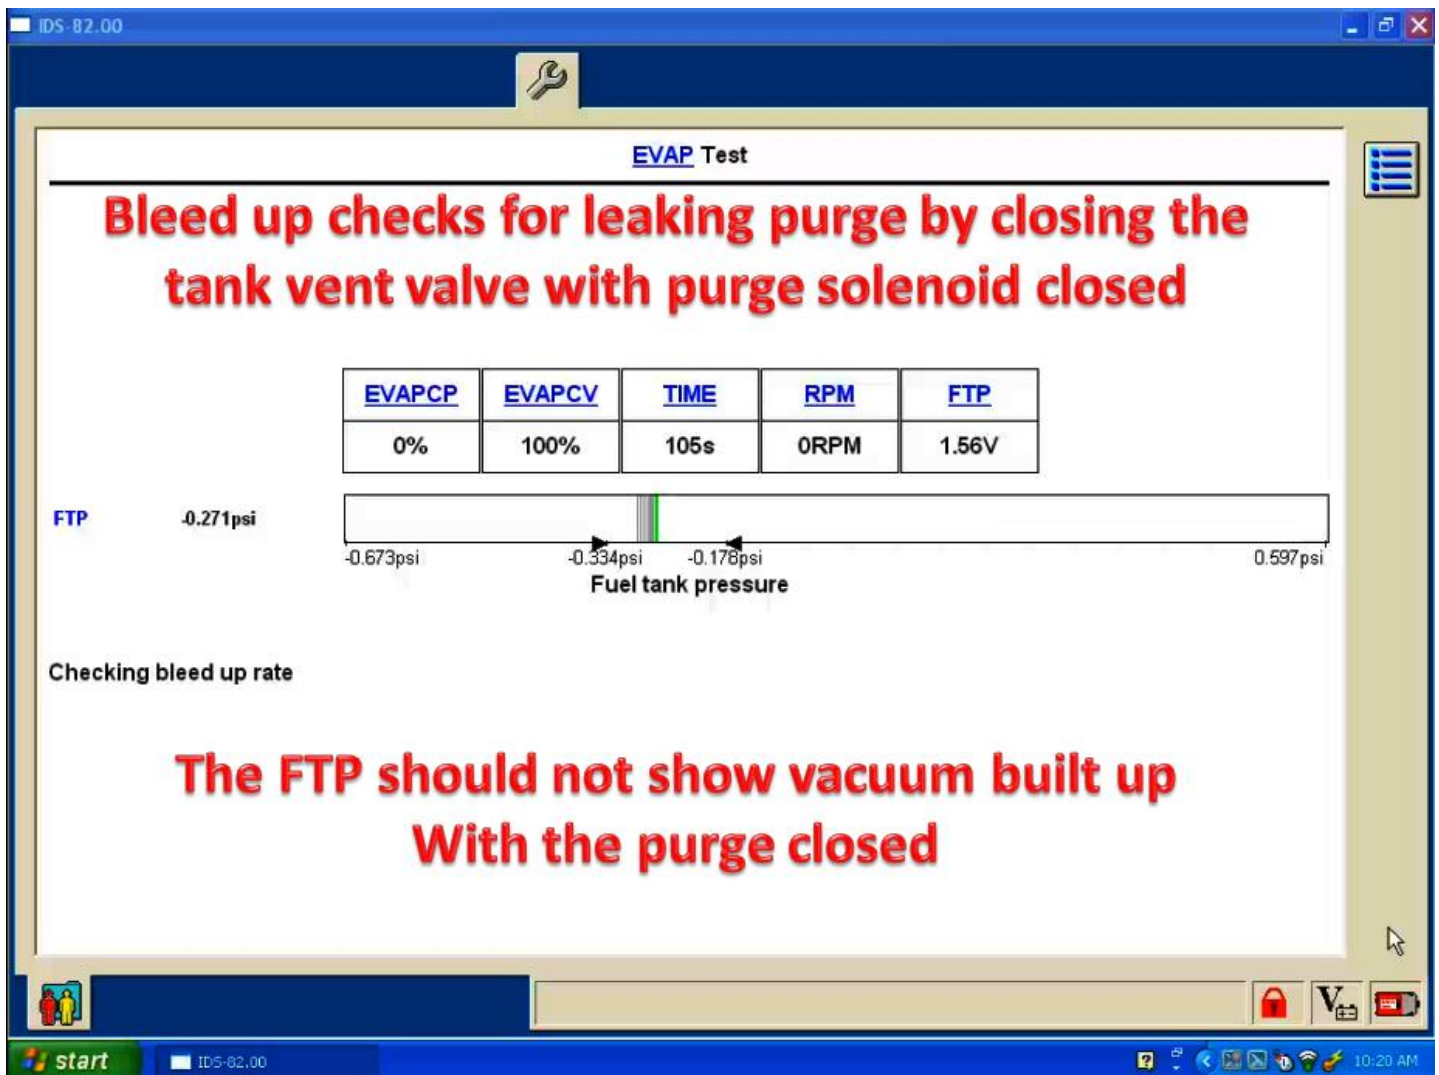 IDS-82.00
EVAP Test
Bleed up checks for leaking purge by closing the
tank vent valve with purge solenoid closed
EVAPCP EVAPCV TIME RPM FTP
0% 100% 105s 0RPM 1.56V
FTP -0.271psi
-0.673psi -0.334psi -0.178psi 0.597psi
Fuel tank pressure
Checking bleed up rate
The FTP should not show vacuum built up
With the purge closed
V
start IDS-82.00 10:20 AM